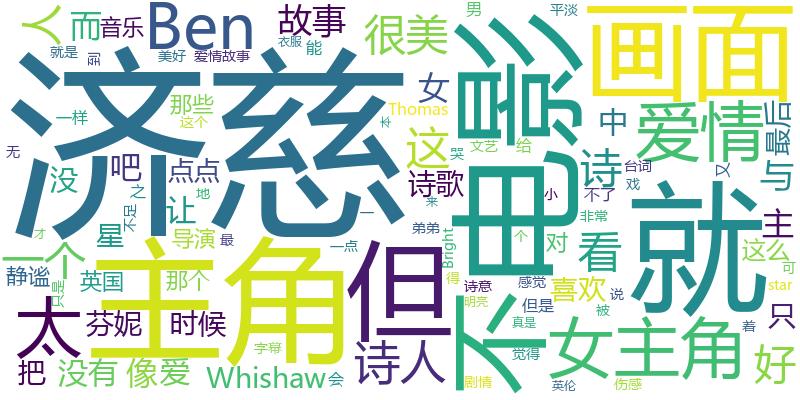 人
而
音乐
Ben
故事
很美
男
平淡
画面
就是
美好
爱情故事
到
衣服
能
济慈
电影
那些
女
Thomas
爱情
一样
这个
本
哭
文艺
给
中
最后
无
吧
这
诗
与
台词
又
没
点点
诗歌
戏
之
地
来
小
不了
不足
让
就
星
一
弟弟
个
非常
主
才
导演
最
一点
Bright
对
看
这么
可
一个
主角
但
得
诗意
感觉
静谧
英国
那个
但是
喜欢
说
只是
star
太
不
明亮
被
着
只
芬妮
时候
诗人
真是
女主角
好
字幕
觉得
把
没有
像爱
Whishaw
会
剧情
英伦
伤感